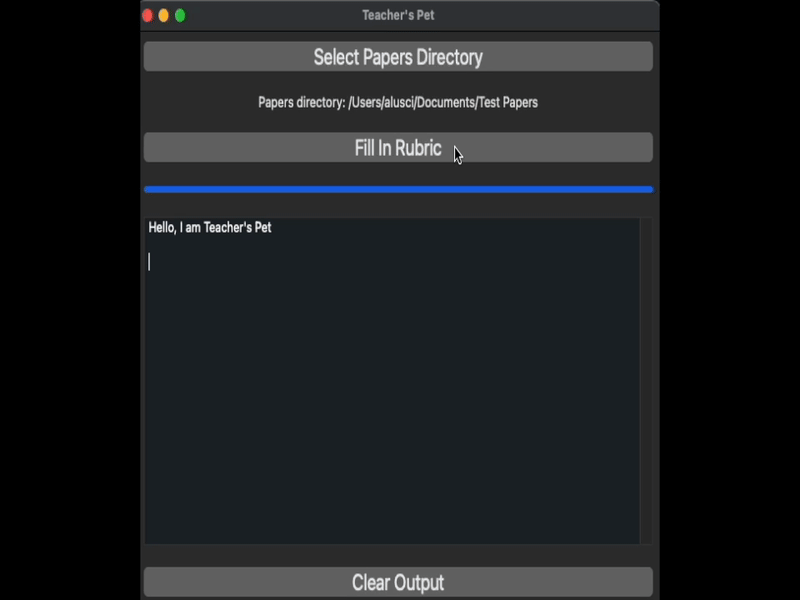 Teacher's Pet
Select Papers Directory
Papers directory: /Users/alusci/Documents/Test Papers
Fill In Rubric
Hello, I am Teacher's Pet
Clear Output